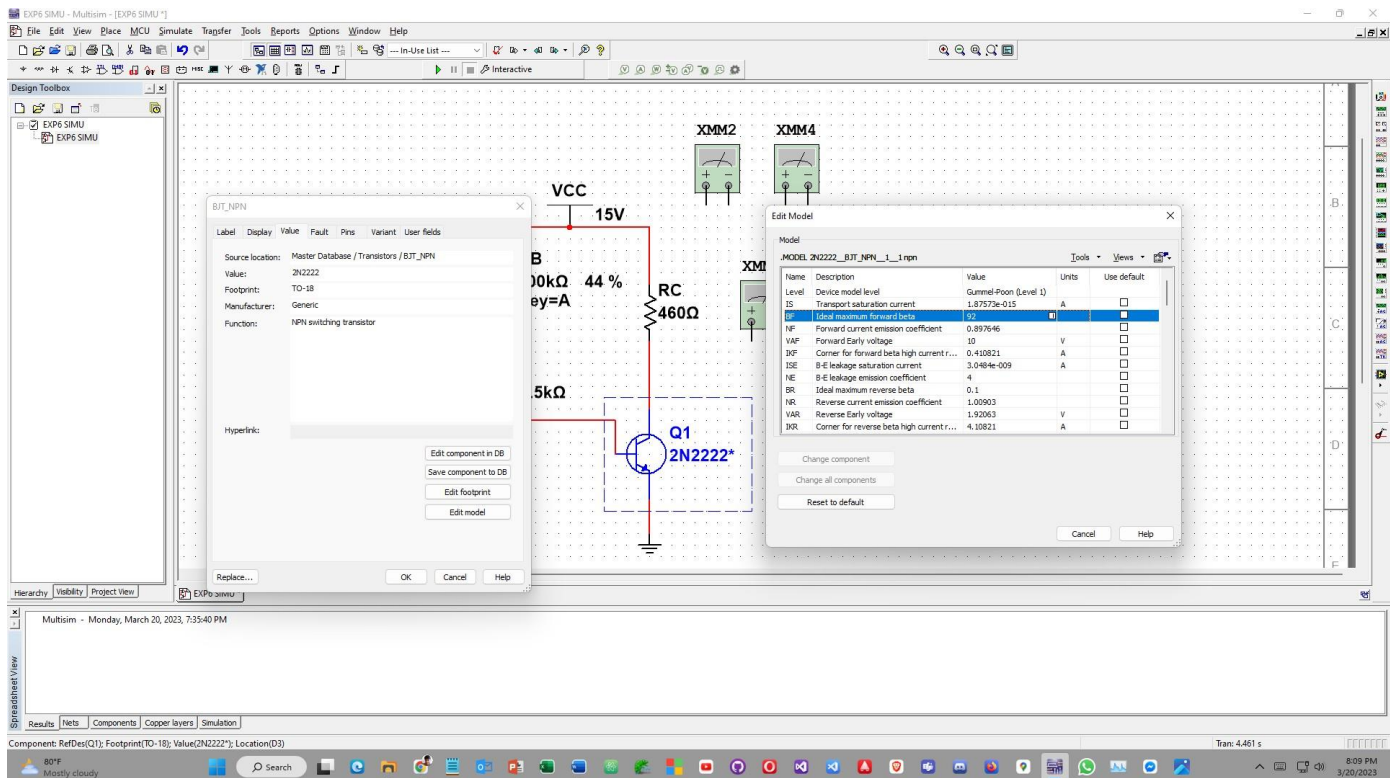 EXP6 SIMU - Multisim - [EXP6 SIMU *]
File Edit View Place MCU Simulate Transfer Tools Reports Options Window Help
--- In-Use List ---
Interactive
Design Toolbox
EXP6 SIMU
EXP6 SIMU
Hierarchy Visibility Project View
XMM2 XMM4
VCC
15V
44 %
RC
460Ω
.5kΩ
Q1
2N2222*
B
C
D
E
BJT_NPN
Label Display Value Fault Pins Variant User fields
Source location: Master Database / Transistors / BJT_NPN
Value: 2N2222
Footprint: TO-18
Manufacturer: Generic
Function: NPN switching transistor
Hyperlink:
Edit component in DB
Save component to DB
Edit footprint
Edit model
Replace... OK Cancel Help
Edit Model
Model
.MODEL 2N2222__BJT_NPN__1__1 npn Tools Views
Name Description Value Units Use default
Level Device model level Gummel-Poon (Level 1)
IS Transport saturation current 1.87573e-015 A
BF Ideal maximum forward beta 92
NF Forward current emission coefficient 0.897646
VAF Forward Early voltage 10 V
IKF Corner for forward beta high current r... 0.410821 A
ISE B-E leakage saturation current 3.0484e-009 A
NE B-E leakage emission coefficient 4
BR Ideal maximum reverse beta 0.1
NR Reverse current emission coefficient 1.00903
VAR Reverse Early voltage 1.92063 V
IKR Corner for reverse beta high current r... 4.10821 A
Change component
Change all components
Reset to default
Cancel Help
EXP6 SIMU
Multisim - Monday, March 20, 2023, 7:35:40 PM
Spreadsheet View
Results Nets Components Copper layers Simulation
Component: RefDes(Q1); Footprint(TO-18); Value(2N2222*); Location(D3) Tran: 4.461 s
80°F
Mostly cloudy
Search
8:09 PM
3/20/2023